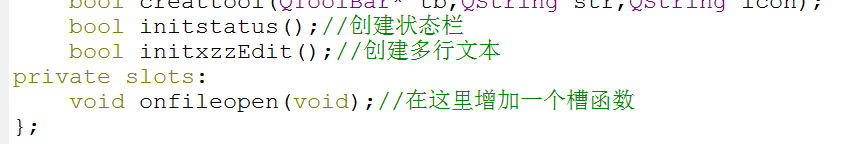 bool creattool(QToolBar* tb,QString str,QString icon);
bool initstatus();//创建状态栏
bool initxzzEdit();//创建多行文本
private slots:
void onfileopen(void);//在这里增加一个槽函数
};